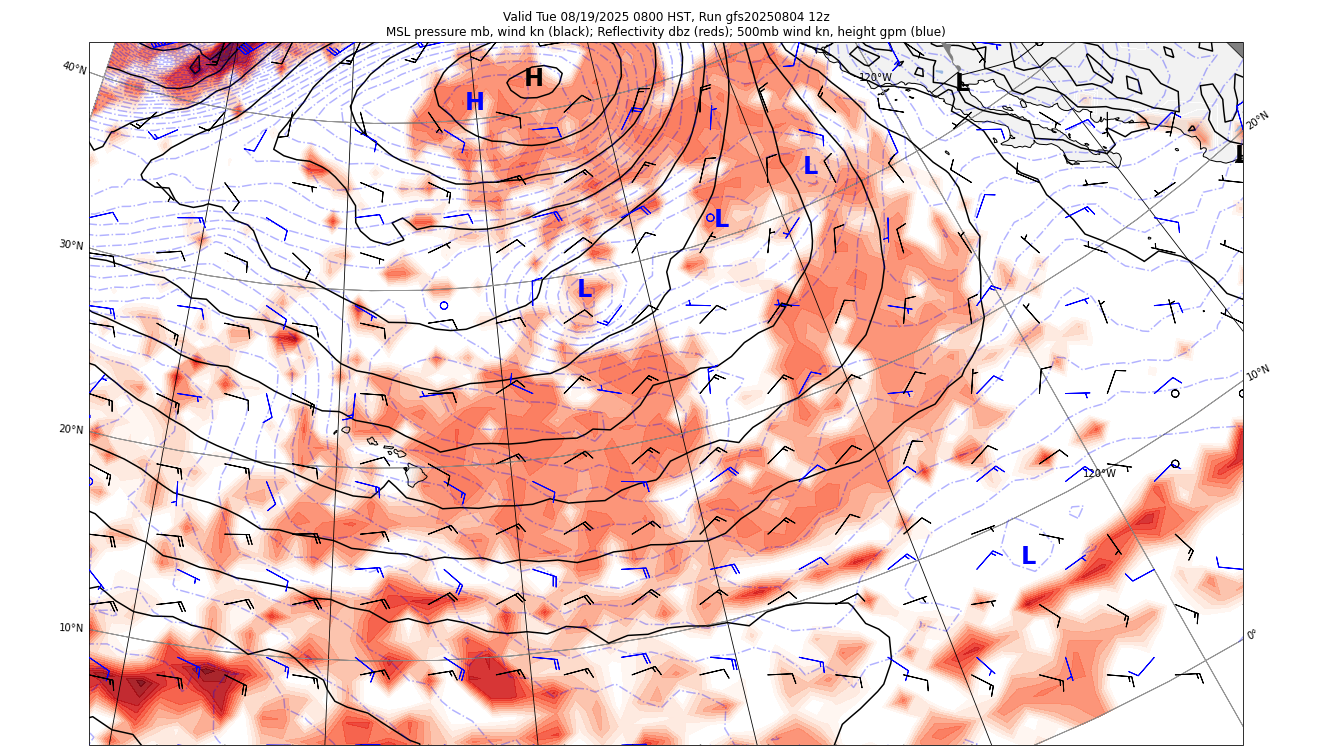 Valid Tue 08/19/2025 0800 HST, Run gfs20250804 12z
MSL pressure mb, wind kn (black); Reflectivity dbz (reds); 500mb wind kn, height gpm (blue)
40°N
120°W
20°N
H
H
L
L
L
L
30°N
L
10°N
20°N
120°W
L
10°N
0°